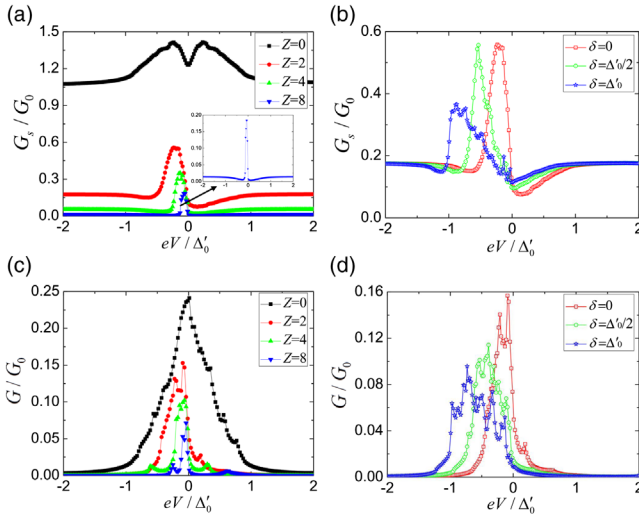 (a)
G_s / G_0
1.5
1.2
0.9
0.6
0.3
0.0
Z=0
Z=2
Z=4
Z=8
0.20
0.15
0.10
0.05
0.00
-2 -1 0 1 2
-2 -1 0 1 2
eV / Δ′_0
(b)
G_s / G_0
0.6
0.4
0.2
0.0
δ=0
δ=Δ′_0/2
δ=Δ′_0
-2 -1 0 1 2
eV / Δ′_0
(c)
G / G_0
0.25
0.20
0.15
0.10
0.05
0.00
Z=0
Z=2
Z=4
Z=8
-2 -1 0 1 2
eV / Δ′_0
(d)
G / G_0
0.16
0.12
0.08
0.04
0.00
δ=0
δ=Δ′_0/2
δ=Δ′_0
-2 -1 0 1 2
eV / Δ′_0